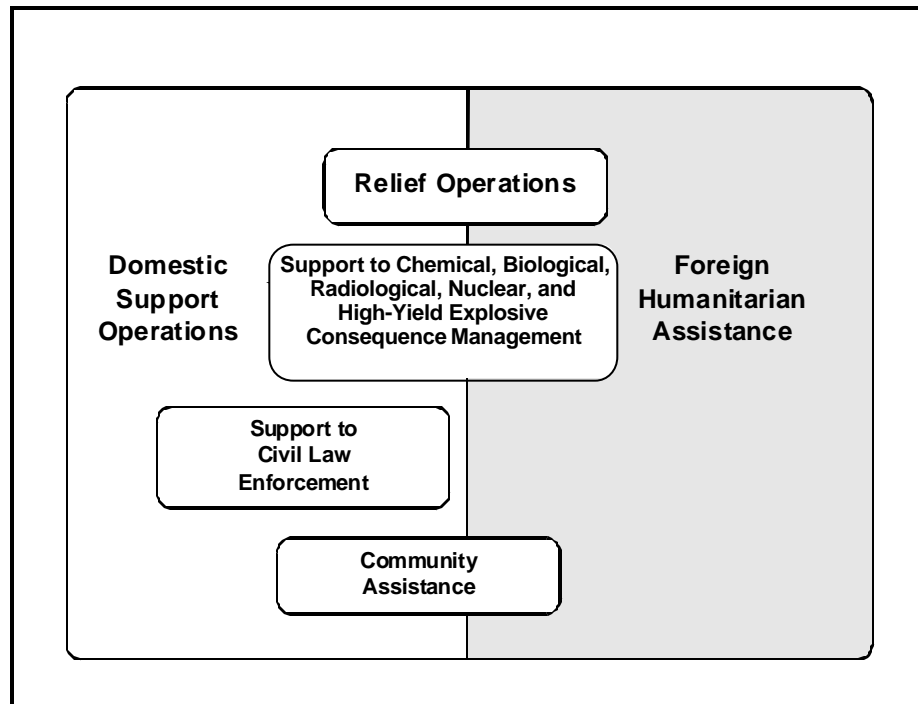 Relief Operations
Domestic
Support
Operations
Support to Chemical, Biological,
Radiological, Nuclear, and
High-Yield Explosive
Consequence Management
Foreign
Humanitarian
Assistance
Support to
Civil Law
Enforcement
Community
Assistance